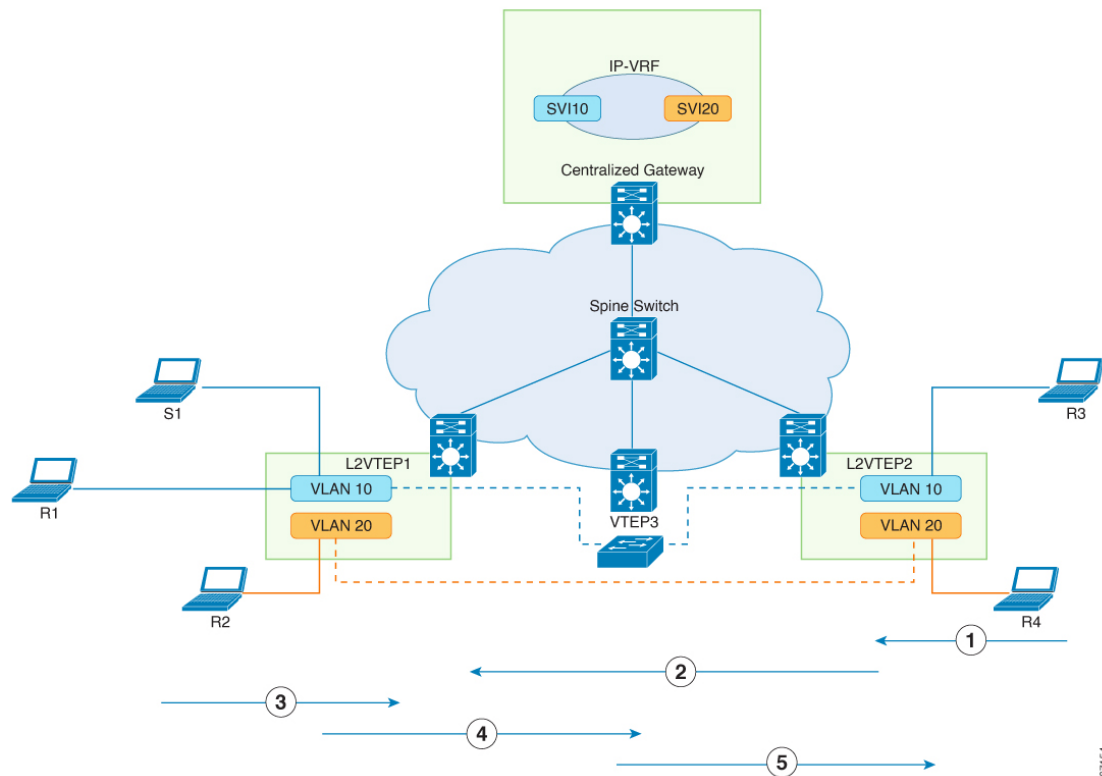 IP-VRF
SVI10 SVI20
Centralized Gateway
Spine Switch
S1
R3
L2VTEP1
L2VTEP2
VLAN 10
VLAN 10
R1
VTEP3
VLAN 20
VLAN 20
R2
R4
1
2
3
4
5